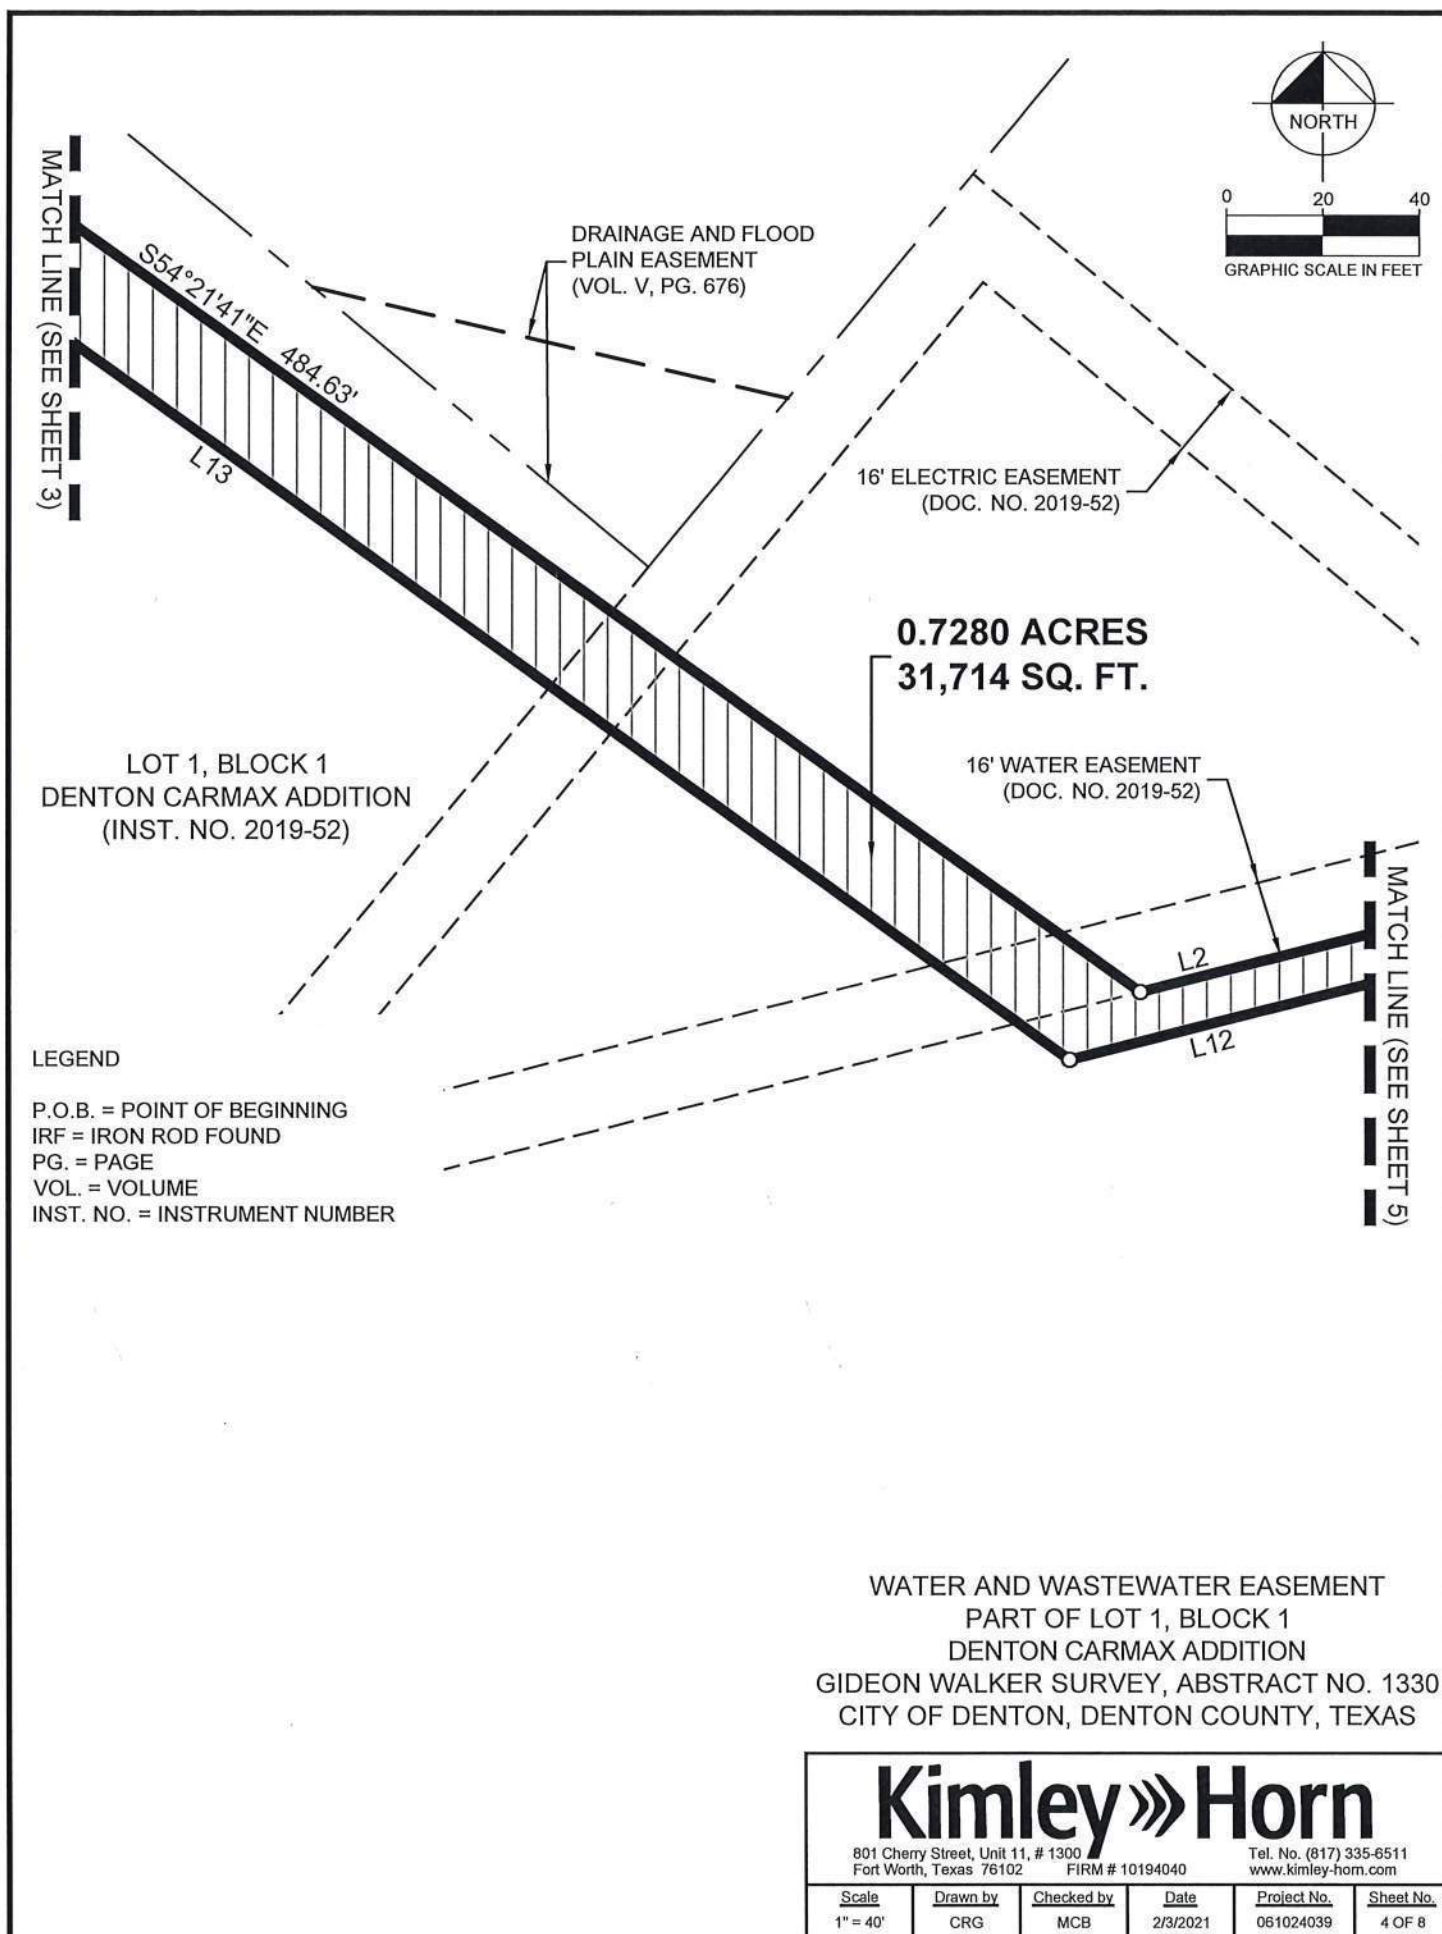 NORTH
0 20 40
GRAPHIC SCALE IN FEET
MATCH LINE (SEE SHEET 3)
DRAINAGE AND FLOOD
PLAIN EASEMENT
(VOL. V, PG. 676)
S54°21'41"E 484.63'
L13
16' ELECTRIC EASEMENT
(DOC. NO. 2019-52)
0.7280 ACRES
31,714 SQ. FT.
LOT 1, BLOCK 1
DENTON CARMAX ADDITION
(INST. NO. 2019-52)
16' WATER EASEMENT
(DOC. NO. 2019-52)
MATCH LINE (SEE SHEET 5)
L2
L12
LEGEND
P.O.B. = POINT OF BEGINNING
IRF = IRON ROD FOUND
PG. = PAGE
VOL. = VOLUME
INST. NO. = INSTRUMENT NUMBER
WATER AND WASTEWATER EASEMENT
PART OF LOT 1, BLOCK 1
DENTON CARMAX ADDITION
GIDEON WALKER SURVEY, ABSTRACT NO. 1330
CITY OF DENTON, DENTON COUNTY, TEXAS
Kimley»Horn
801 Cherry Street, Unit 11, # 1300 Tel. No. (817) 335-6511
Fort Worth, Texas 76102 FIRM # 10194040 www.kimley-horn.com
Scale Drawn by Checked by Date Project No. Sheet No.
1" = 40' CRG MCB 2/3/2021 061024039 4 OF 8